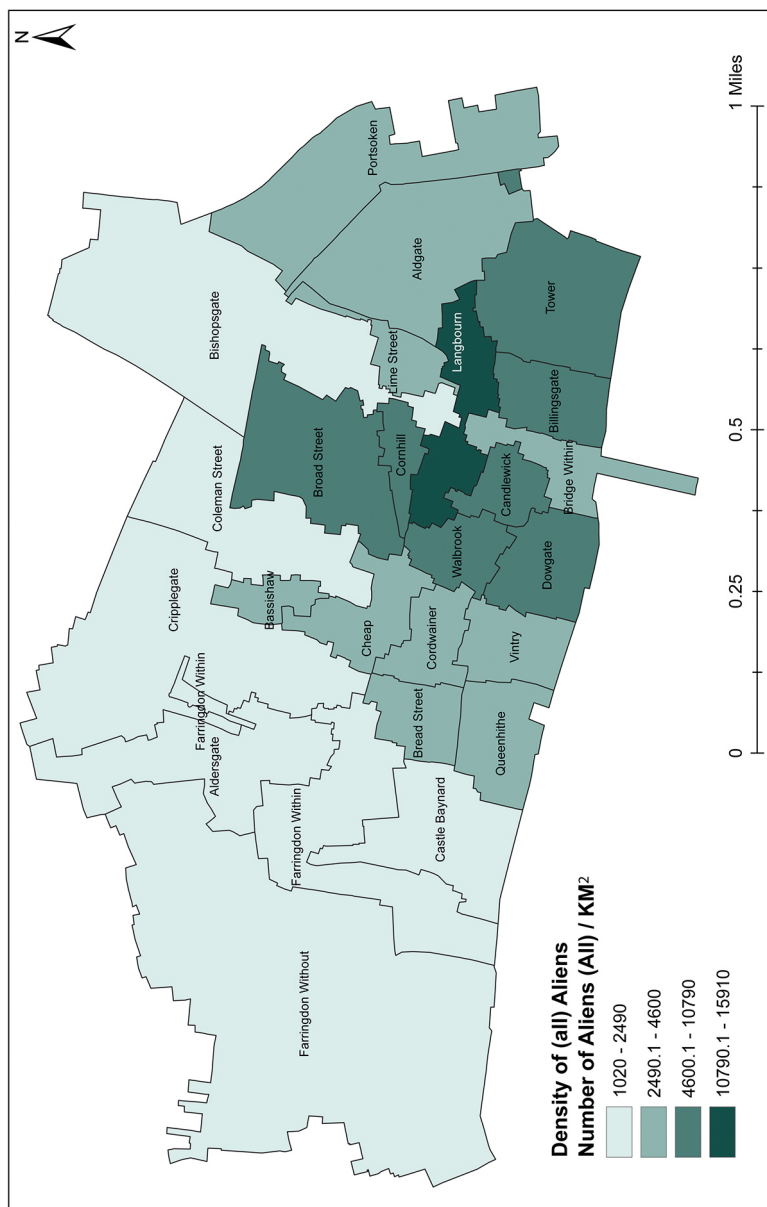 N
Portsoken
Bishopsgate
Aldgate
Tower
Lime Street
Langbourn
Billingsgate
Coleman Street
Broad Street
Cornhill
Candlewick
Bridge Within
Cripplegate
Bassishaw
Walbrook
Dowgate
Cheap
Cordwainer
Vintry
Farringdon Within
Aldersgate
Bread Street
Queenhithe
Farringdon Within
Castle Baynard
Farringdon Without
Density of (all) Aliens
Number of Aliens (All) / KM²
1020 - 2490
2490.1 - 4600
4600.1 - 10790
10790.1 - 15910
0
0.25
0.5
1 Miles